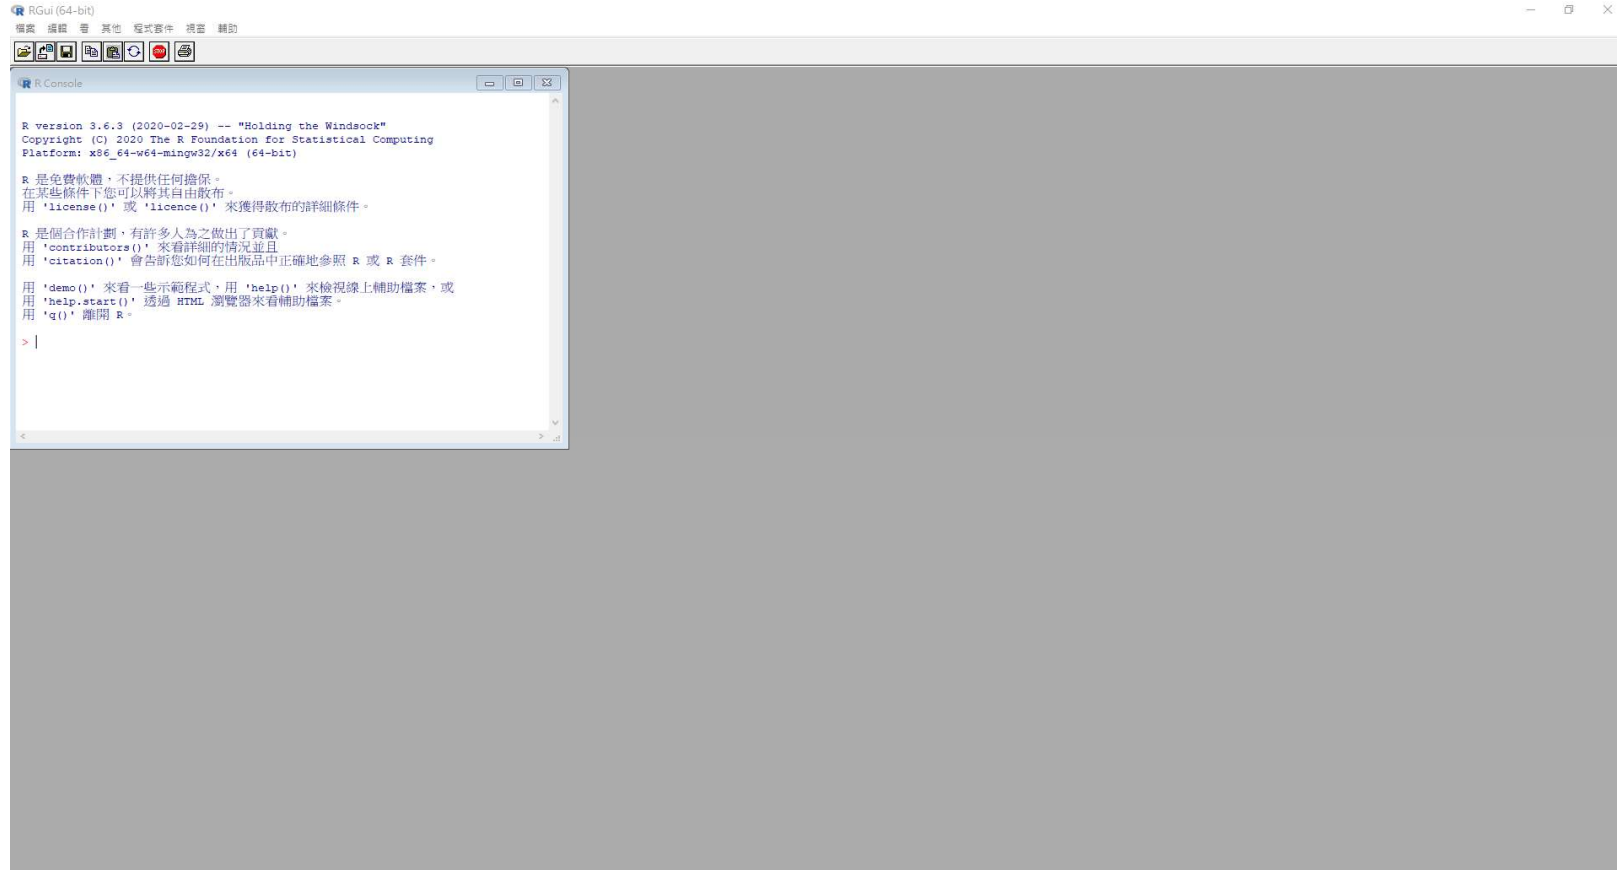 RGui (64-bit)
檔案 編輯 看 其他 程式套件 視窗 輔助
STOP
R Console
R version 3.6.3 (2020-02-29) -- "Holding the Windsock"
Copyright (C) 2020 The R Foundation for Statistical Computing
Platform: x86_64-w64-mingw32/x64 (64-bit)
R 是免費軟體，不提供任何擔保。
在某些條件下您可以將其自由散布。
用 'license()' 或 'licence()' 來獲得散布的詳細條件。
R 是個合作計劃，有許多人為之做出了貢獻。
用 'contributors()' 來看詳細的情況並且
用 'citation()' 會告訴您如何在出版品中正確地參照 R 或 R 套件。
用 'demo()' 來看一些示範程式，用 'help()' 來檢視線上輔助檔案，或
用 'help.start()' 透過 HTML 瀏覽器來看輔助檔案。
用 'q()' 離開 R。
>